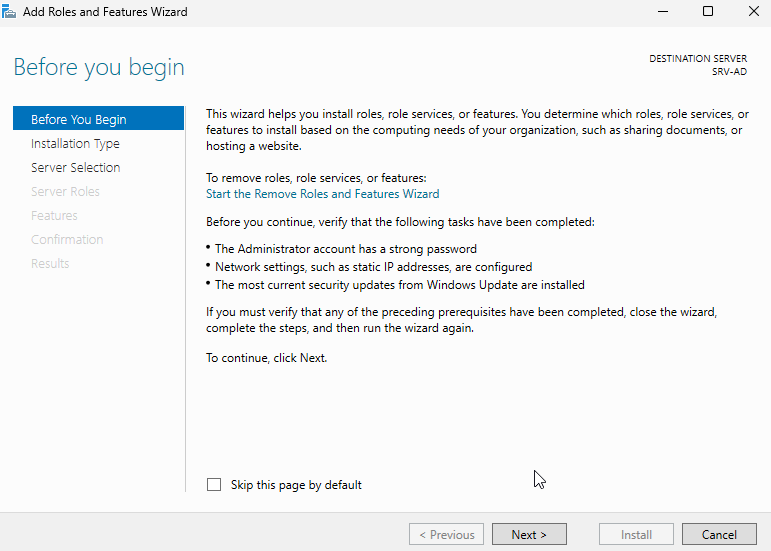 Add Roles and Features Wizard
Before you begin
DESTINATION SERVER
SRV-AD
Before You Begin
Installation Type
Server Selection
Server Roles
Features
Confirmation
Results
This wizard helps you install roles, role services, or features. You determine which roles, role services, or
features to install based on the computing needs of your organization, such as sharing documents, or
hosting a website.
To remove roles, role services, or features:
Start the Remove Roles and Features Wizard
Before you continue, verify that the following tasks have been completed:
• The Administrator account has a strong password
• Network settings, such as static IP addresses, are configured
• The most current security updates from Windows Update are installed
If you must verify that any of the preceding prerequisites have been completed, close the wizard,
complete the steps, and then run the wizard again.
To continue, click Next.
Skip this page by default
< Previous
Next >
Install
Cancel